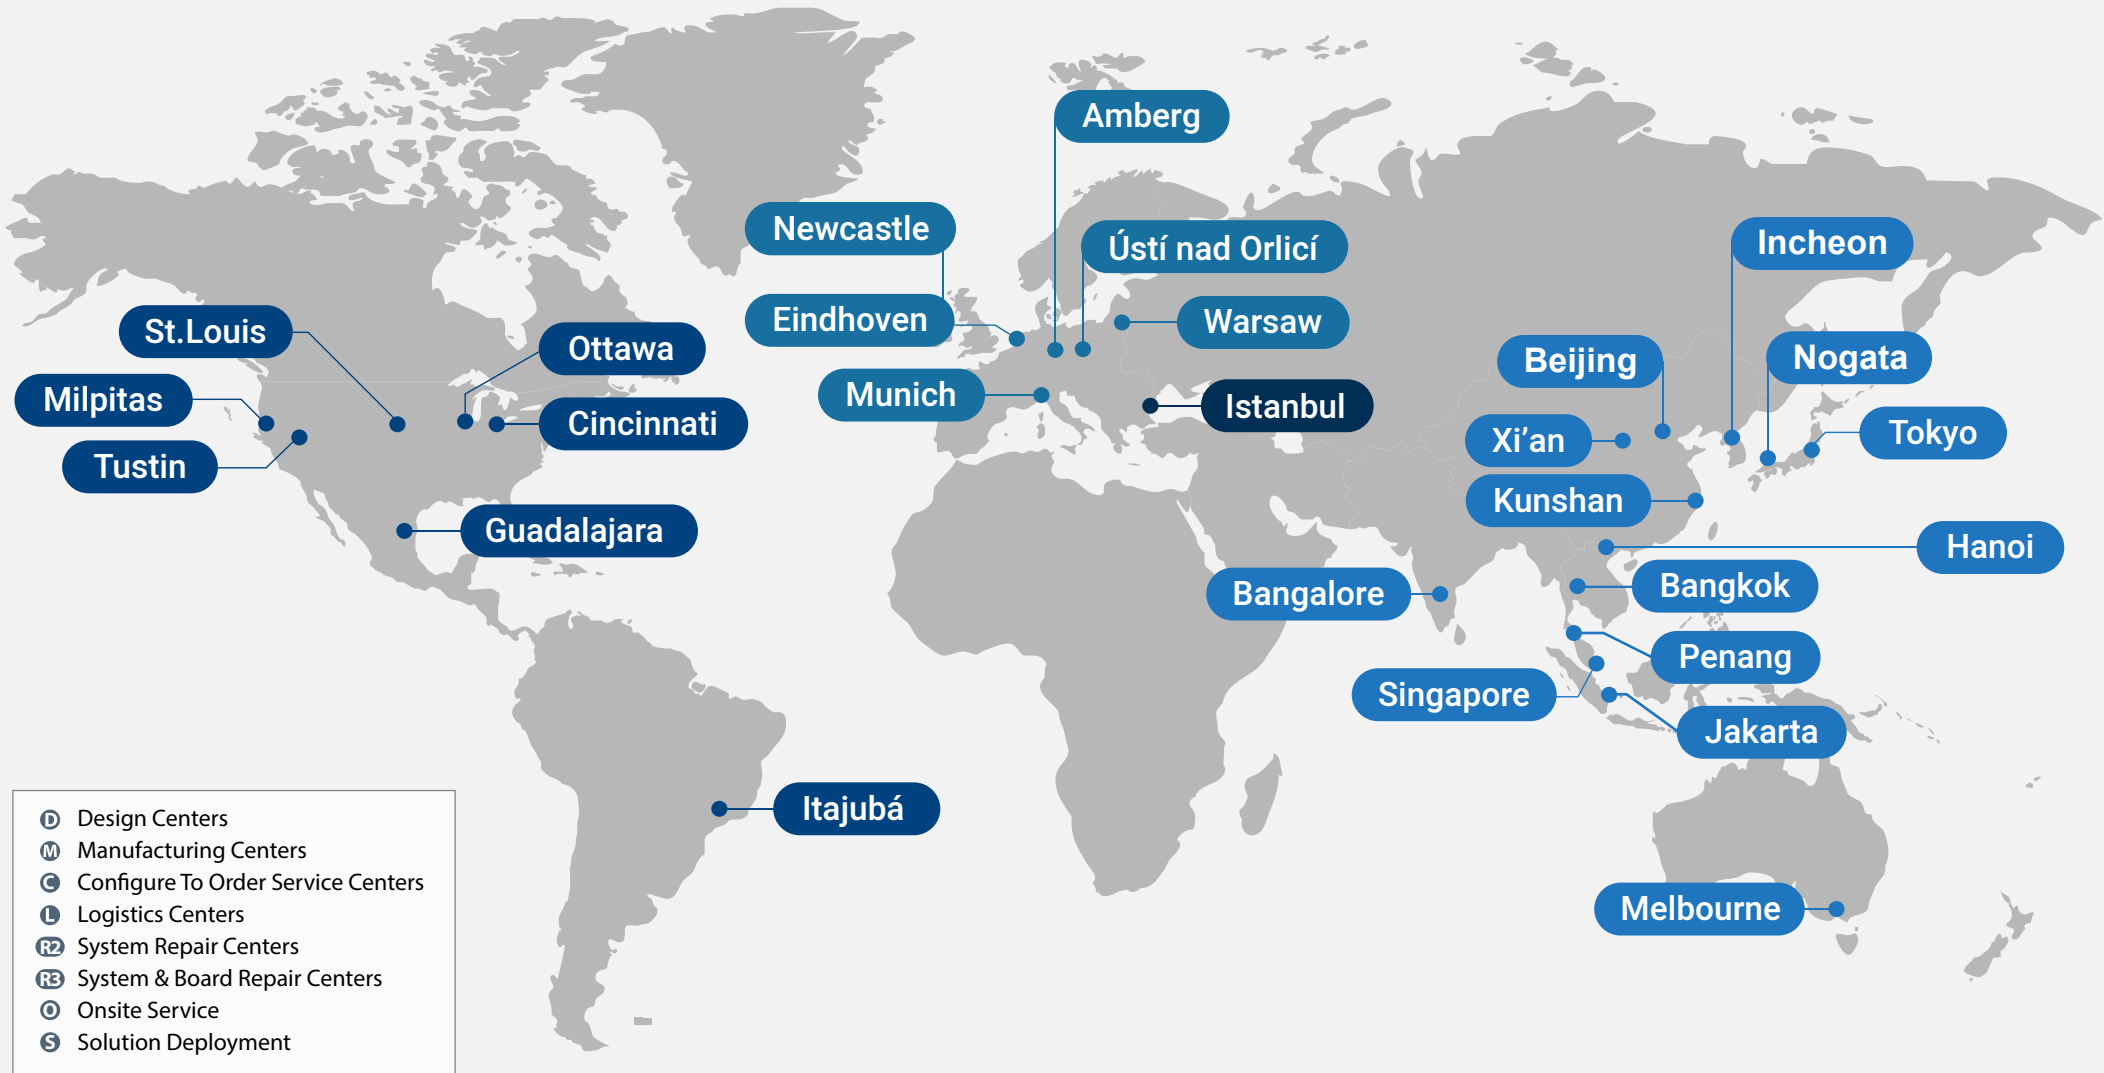 Amberg
Newcastle
Ústí nad Orlicí
Incheon
Eindhoven
Warsaw
St.Louis
Ottawa
Beijing
Nogata
Milpitas
Munich
Istanbul
Cincinnati
Xi’an
Tokyo
Tustin
Kunshan
Guadalajara
Hanoi
Bangalore
Bangkok
Penang
Singapore
Jakarta
Itajubá
Melbourne
D Design Centers
M Manufacturing Centers
C Configure To Order Service Centers
L Logistics Centers
R2 System Repair Centers
R3 System & Board Repair Centers
O Onsite Service
S Solution Deployment